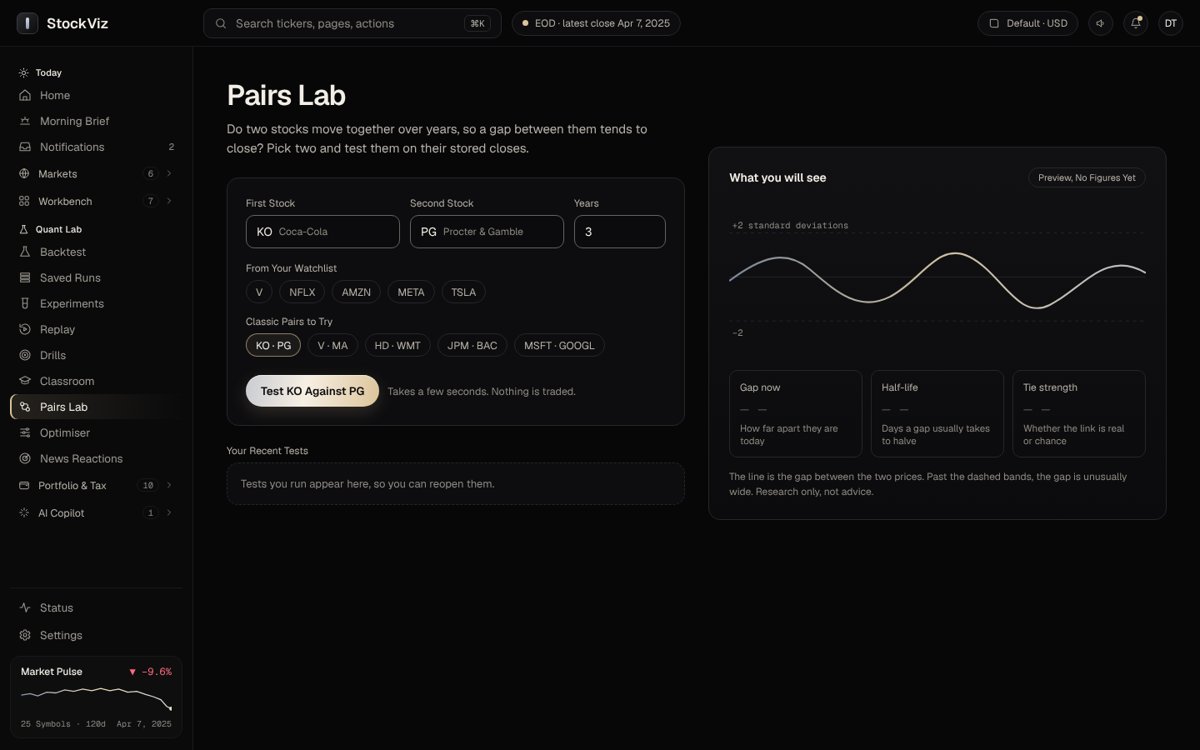 StockViz
Search tickers, pages, actions
⌘K
EOD · latest close Apr 7, 2025
Default · USD
DT
Today
Home
Morning Brief
Notifications 2
Markets 6
Workbench 7
Quant Lab
Backtest
Saved Runs
Experiments
Replay
Drills
Classroom
Pairs Lab
Optimiser
News Reactions
Portfolio & Tax 10
AI Copilot 1
Status
Settings
Market Pulse ▼ −9.6%
25 Symbols · 120d Apr 7, 2025
Pairs Lab
Do two stocks move together over years, so a gap between them tends to
close? Pick two and test them on their stored closes.
First Stock Second Stock Years
KO Coca-Cola PG Procter & Gamble 3
From Your Watchlist
V NFLX AMZN META TSLA
Classic Pairs to Try
KO · PG V · MA HD · WMT JPM · BAC MSFT · GOOGL
Test KO Against PG Takes a few seconds. Nothing is traded.
Your Recent Tests
Tests you run appear here, so you can reopen them.
What you will see Preview, No Figures Yet
+2 standard deviations
−2
Gap now
— —
How far apart they are
today
Half-life
— —
Days a gap usually takes
to halve
Tie strength
— —
Whether the link is real
or chance
The line is the gap between the two prices. Past the dashed bands, the gap is unusually
wide. Research only, not advice.